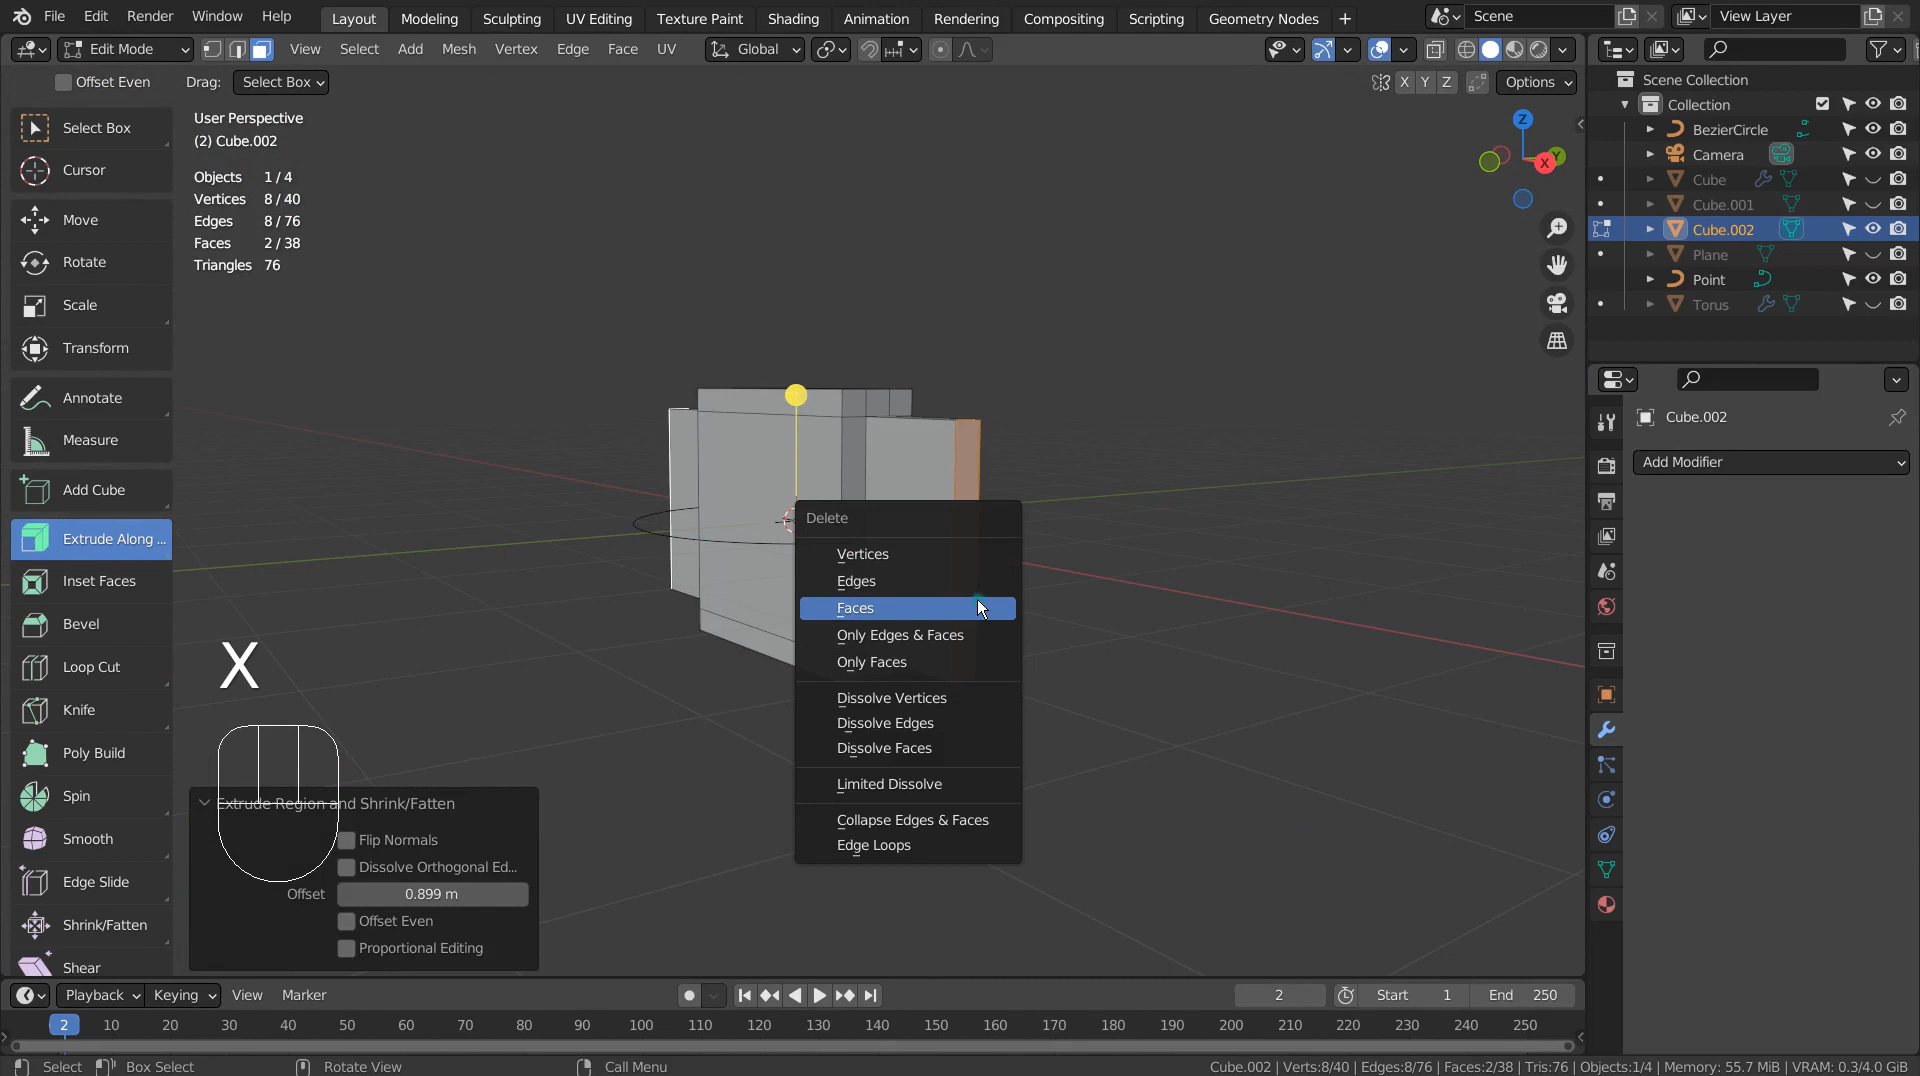 File Edit Render Window Help Layout Modeling Sculpting UV Editing Texture Paint Shading Animation Rendering Compositing Scripting Geometry Nodes + Scene View Layer
Edit Mode View Select Add Mesh Vertex Edge Face UV Global
Offset Even Drag: Select Box X Y Z Options
User Perspective
(2) Cube.002
Objects 1 / 4
Vertices 8 / 40
Edges 8 / 76
Faces 2 / 38
Triangles 76
Select Box
Cursor
Move
Rotate
Scale
Transform
Annotate
Measure
Add Cube
Extrude Along ...
Inset Faces
Bevel
Loop Cut
Knife
Poly Build
Spin
Smooth
Edge Slide
Shrink/Fatten
Shear
Z
Y
X
X
Delete
Vertices
Edges
Faces
Only Edges & Faces
Only Faces
Dissolve Vertices
Dissolve Edges
Dissolve Faces
Limited Dissolve
Collapse Edges & Faces
Edge Loops
Extrude Region and Shrink/Fatten
Flip Normals
Dissolve Orthogonal Ed...
Offset 0.899 m
Offset Even
Proportional Editing
Scene Collection
Collection
BezierCircle
Camera
Cube
Cube.001
Cube.002
Plane
Point
Torus
Cube.002
Add Modifier
Playback Keying View Marker 2 Start 1 End 250
2 10 20 30 40 50 60 70 80 90 100 110 120 130 140 150 160 170 180 190 200 210 220 230 240 250
Select Box Select Rotate View Call Menu Cube.002 | Verts:8/40 | Edges:8/76 | Faces:2/38 | Tris:76 | Objects:1/4 | Memory: 55.7 MiB | VRAM: 0.3/4.0 GiB